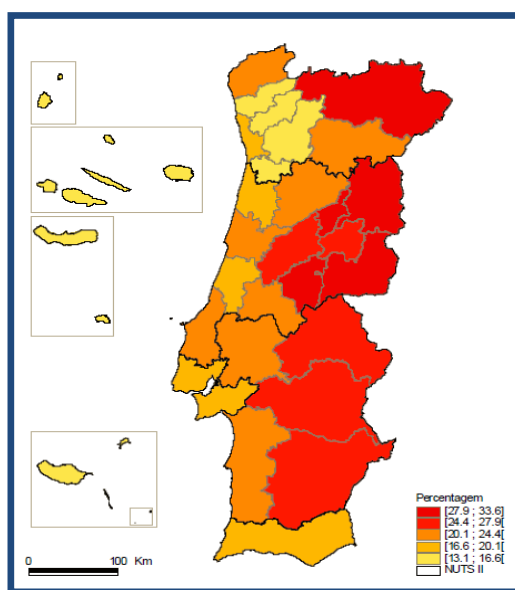 Percentagem
[27.9 ; 33.6]
[24.4 ; 27.9[
[20.1 ; 24.4[
[16.6 ; 20.1[
[13.1 ; 16.6[
NUTS II
0 100 Km